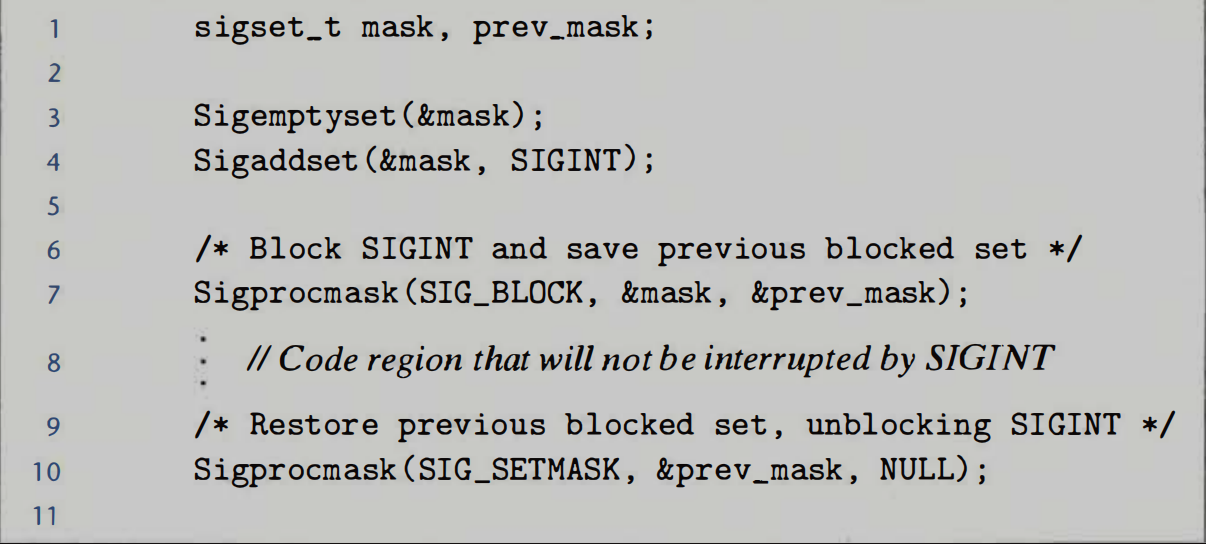 1 sigset_t mask, prev_mask;
2
3 Sigemptyset(&mask);
4 Sigaddset(&mask, SIGINT);
5
6 /* Block SIGINT and save previous blocked set */
7 Sigprocmask(SIG_BLOCK, &mask, &prev_mask);
8 ⋮ // Code region that will not be interrupted by SIGINT
9 /* Restore previous blocked set, unblocking SIGINT */
10 Sigprocmask(SIG_SETMASK, &prev_mask, NULL);
11